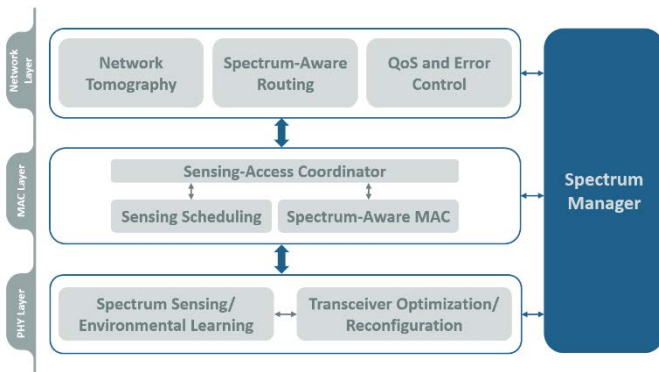 Network
Layer
Network
Tomography
Spectrum-Aware
Routing
QoS and Error
Control
MAC Layer
Sensing-Access Coordinator
Sensing Scheduling
Spectrum-Aware MAC
PHY Layer
Spectrum Sensing/
Environmental Learning
Transceiver Optimization/
Reconfiguration
Spectrum
Manager